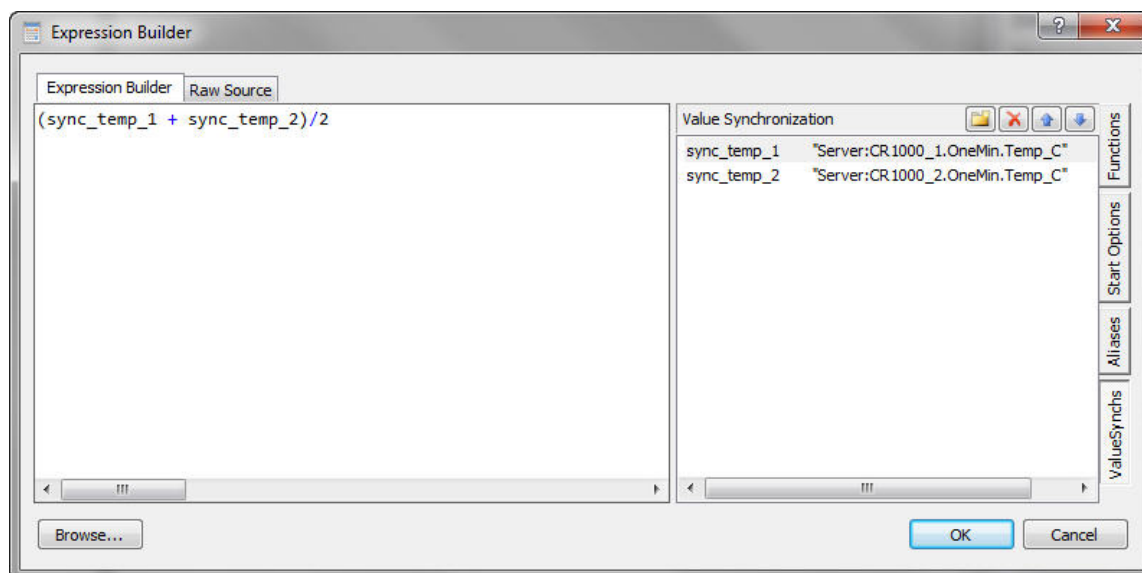 Expression Builder
Expression Builder
Raw Source
(sync_temp_1 + sync_temp_2)/2
Value Synchronization
sync_temp_1 "Server:CR1000_1.OneMin.Temp_C"
sync_temp_2 "Server:CR1000_2.OneMin.Temp_C"
Functions
Start Options
Aliases
ValueSynchs
Browse...
OK
Cancel